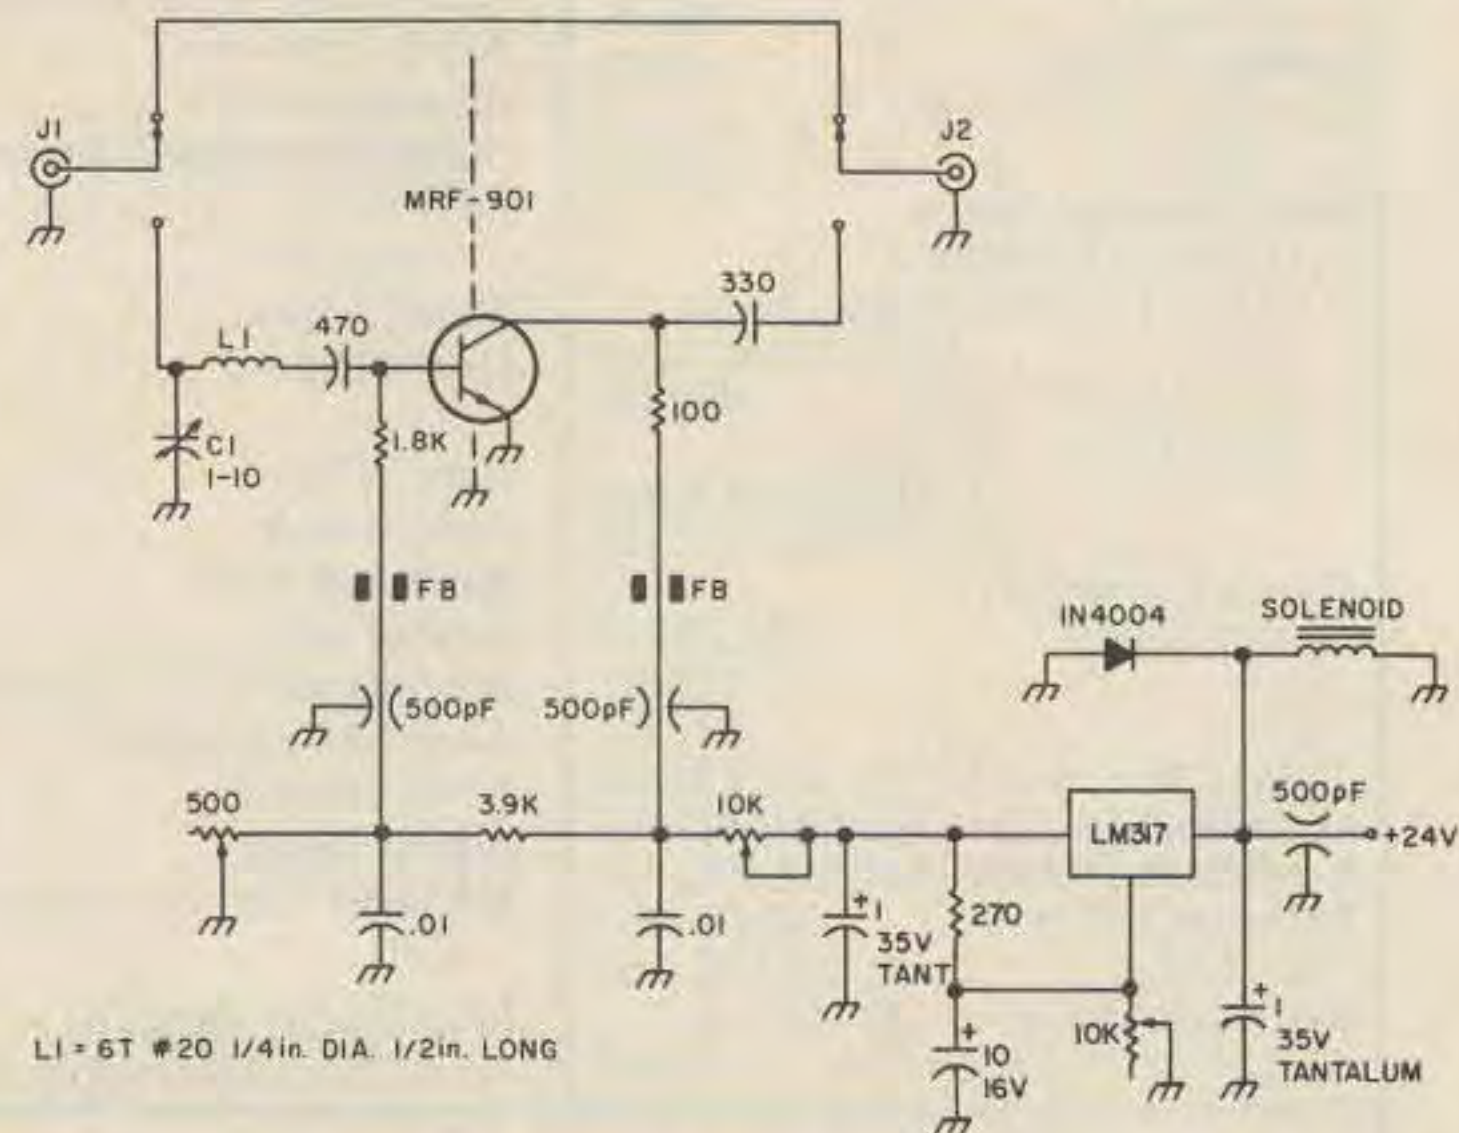 J1
J2
MRF-901
330
470
L1
100
1.8K
C1
1-10
FB
FB
1N4004
SOLENOID
500pF
500pF
500
3.9K
10K
LM317
500pF
+24V
.01
.01
+
1
35V
TANT
270
+
10
16V
10K
+
1
35V
TANTALUM
L1 = 6T #20 1/4in. DIA. 1/2in. LONG